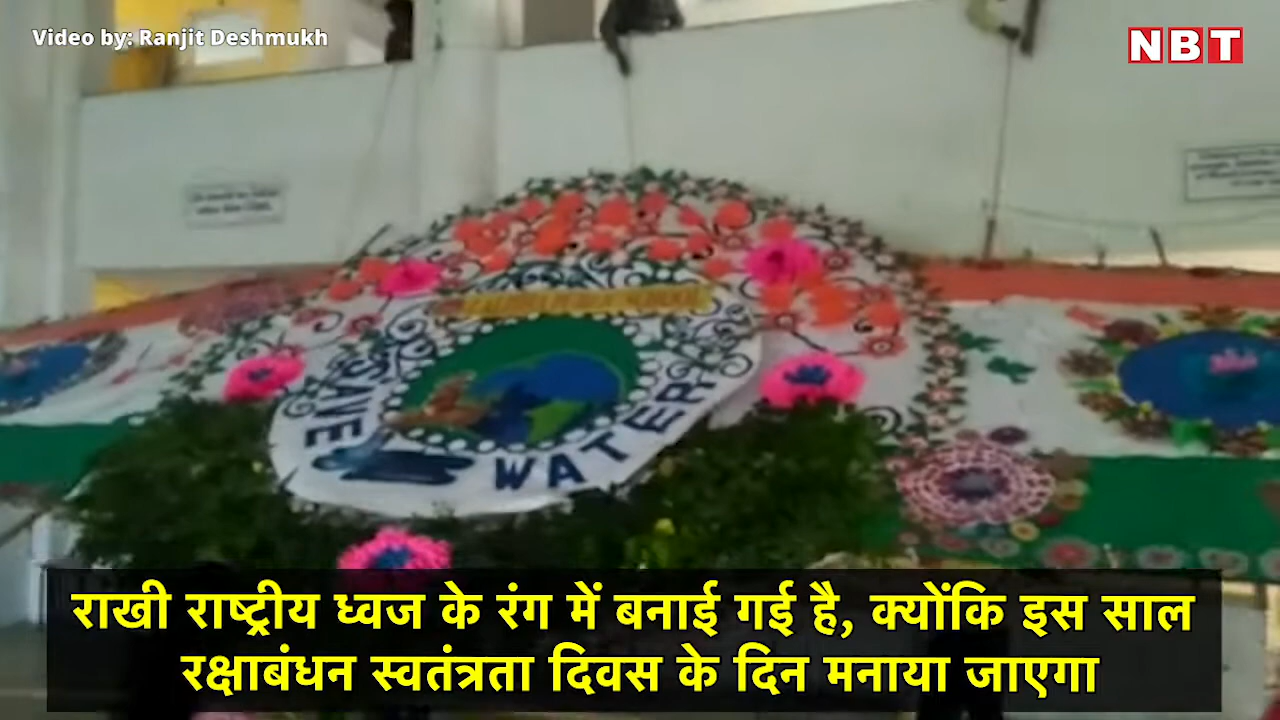 Video by: Ranjit Deshmukh
NBT
SAVE
WATER
राखी राष्ट्रीय ध्वज के रंग में बनाई गई है, क्योंकि इस साल
रक्षाबंधन स्वतंत्रता दिवस के दिन मनाया जाएगा